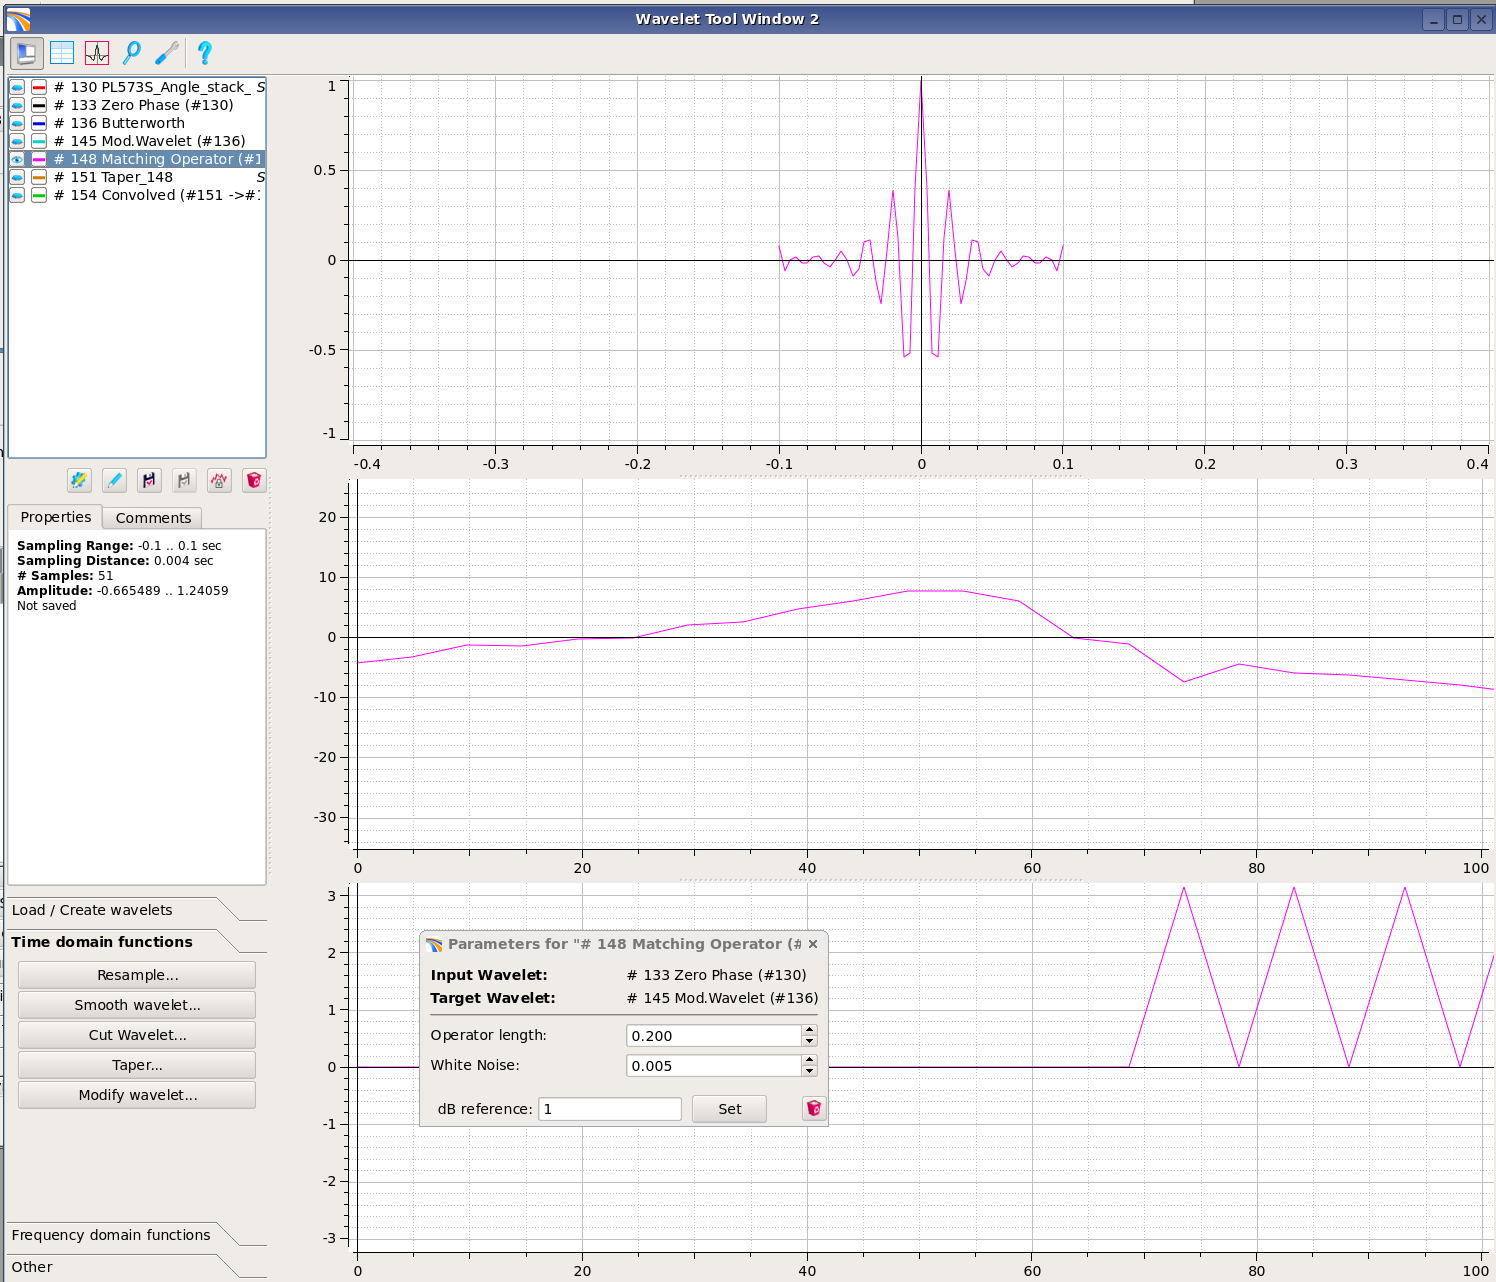 Wavelet Tool Window 2
# 130 PL573S_Angle_stack_ S
# 133 Zero Phase (#130)
# 136 Butterworth
# 145 Mod.Wavelet (#136)
# 148 Matching Operator (#1
# 151 Taper_148 S
# 154 Convolved (#151 ->#1
Properties
Comments
Sampling Range: -0.1 .. 0.1 sec
Sampling Distance: 0.004 sec
# Samples: 51
Amplitude: -0.665489 .. 1.24059
Not saved
Load / Create wavelets
Time domain functions
Resample...
Smooth wavelet...
Cut Wavelet...
Taper...
Modify wavelet...
Frequency domain functions
Other
1
0.5
0
-0.5
-1
-0.4 -0.3 -0.2 -0.1 0 0.1 0.2 0.3 0.4
20
10
0
-10
-20
-30
0 20 40 60 80 100
3
2
1
0
-1
-2
-3
0 20 40 60 80 100
Parameters for "# 148 Matching Operator (#
Input Wavelet: # 133 Zero Phase (#130)
Target Wavelet: # 145 Mod.Wavelet (#136)
Operator length: 0.200
White Noise: 0.005
dB reference: 1 Set